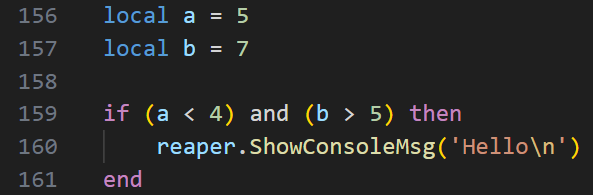 156 local a = 5
157 local b = 7
158
159 if (a < 4) and (b > 5) then
160     reaper.ShowConsoleMsg('Hello\n')
161 end